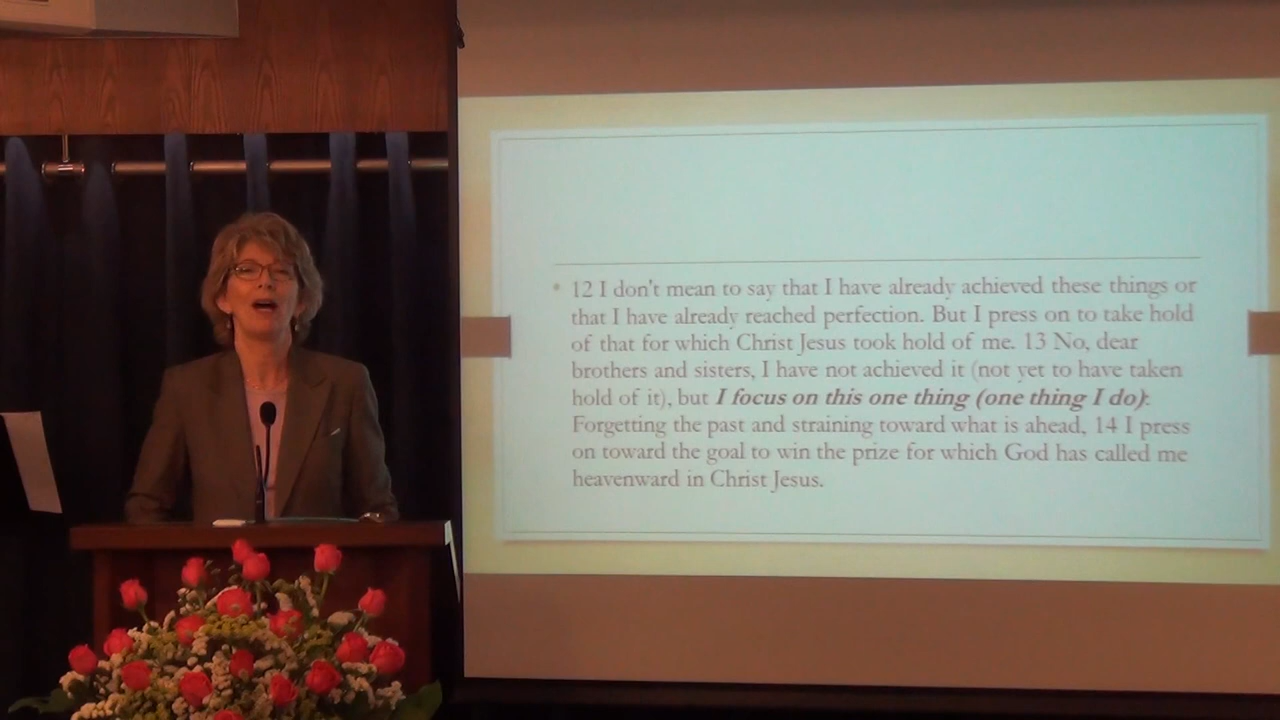 • 12 I don't mean to say that I have already achieved these things or
that I have already reached perfection. But I press on to take hold
of that for which Christ Jesus took hold of me. 13 No, dear
brothers and sisters, I have not achieved it (not yet to have taken
hold of it), but I focus on this one thing (one thing I do):
Forgetting the past and straining toward what is ahead, 14 I press
on toward the goal to win the prize for which God has called me
heavenward in Christ Jesus.